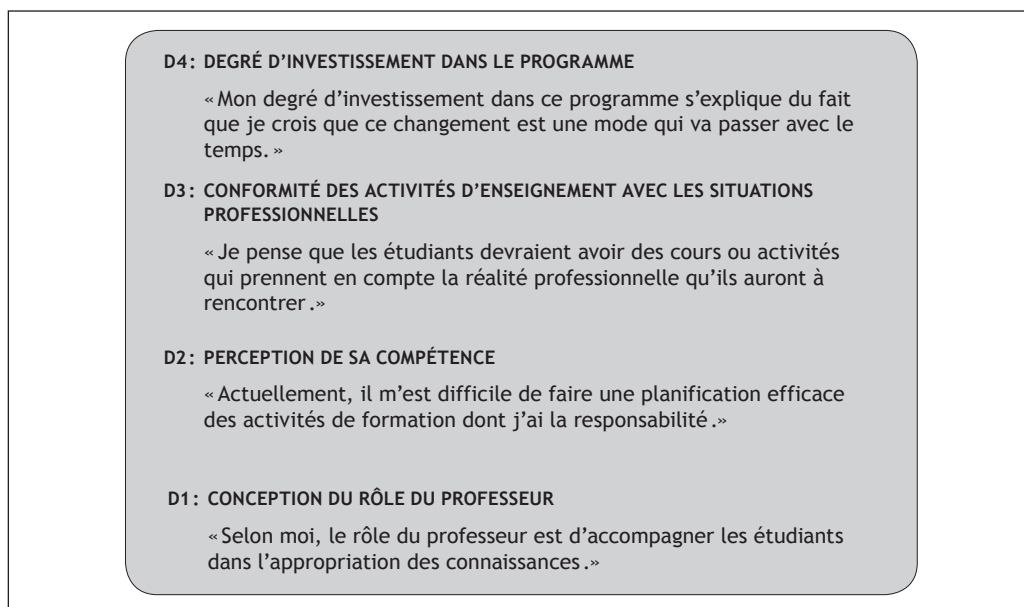 D4 : DEGRÉ D’INVESTISSEMENT DANS LE PROGRAMME
« Mon degré d’investissement dans ce programme s’explique du fait
que je crois que ce changement est une mode qui va passer avec le
temps. »
D3 : CONFORMITÉ DES ACTIVITÉS D’ENSEIGNEMENT AVEC LES SITUATIONS
PROFESSIONNELLES
« Je pense que les étudiants devraient avoir des cours ou activités
qui prennent en compte la réalité professionnelle qu’ils auront à
rencontrer .»
D2 : PERCEPTION DE SA COMPÉTENCE
« Actuellement, il m’est difficile de faire une planification efficace
des activités de formation dont j’ai la responsabilité .»
D1 : CONCEPTION DU RÔLE DU PROFESSEUR
« Selon moi, le rôle du professeur est d’accompagner les étudiants
dans l’appropriation des connaissances .»